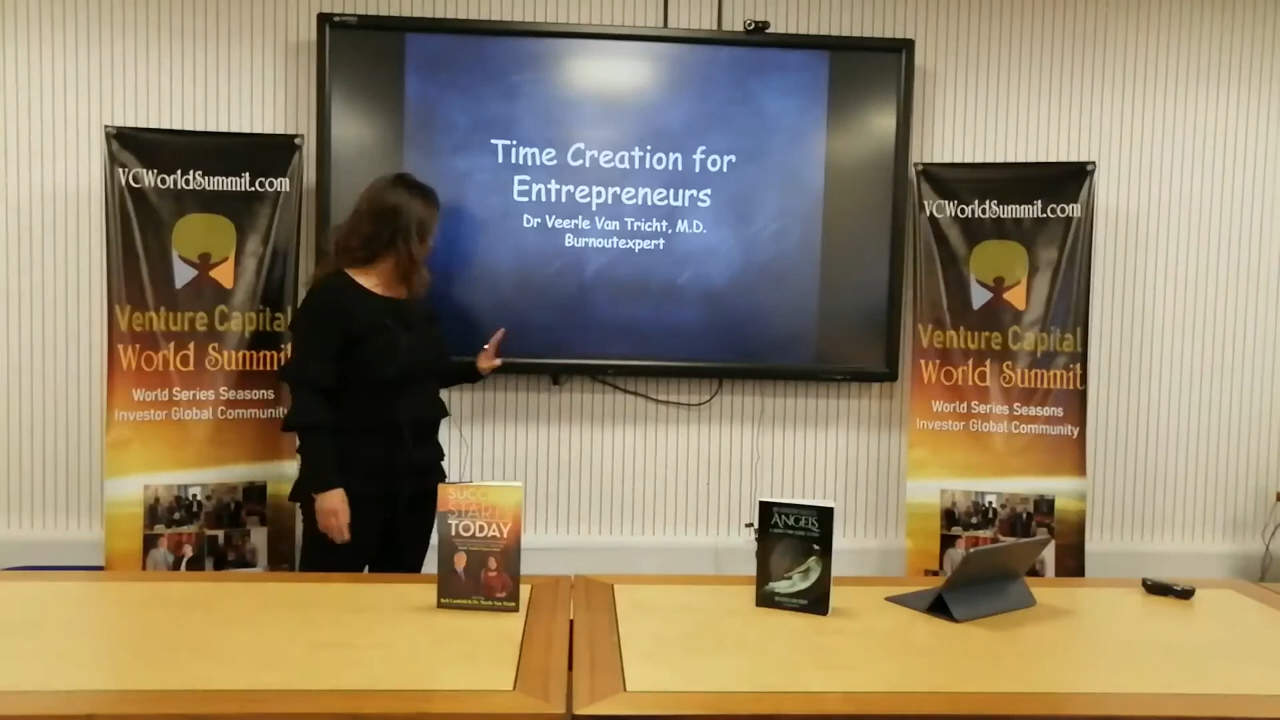 Time Creation for
Entrepreneurs
Dr Veerle Van Tricht, M.D.
Burnoutexpert
VCWorldSummit.com
Venture Capital
World Summit
World Series Seasons
Investor Global Community
VCWorldSummit.com
Venture Capital
World Summit
World Series Seasons
Investor Global Community
START
TODAY
ANGELS